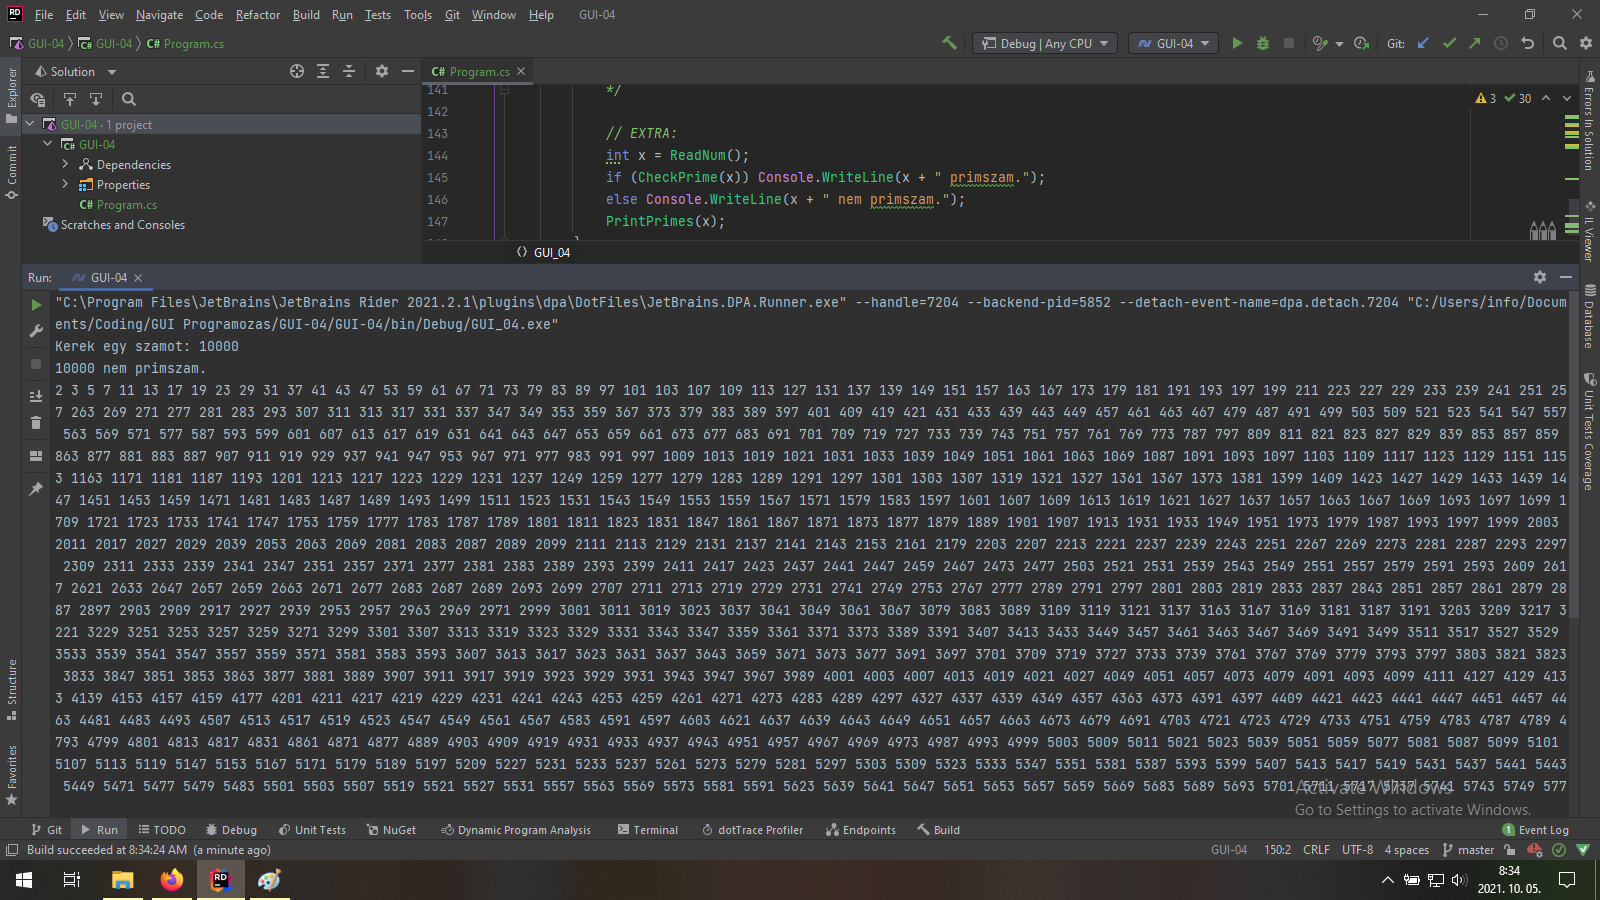 File Edit View Navigate Code Refactor Build Run Tests Tools Git Window Help GUI-04
GUI-04 GUI-04 C# Program.cs Debug | Any CPU GUI-04 Git:
Solution
C# Program.cs
GUI-04 · 1 project
GUI-04
Dependencies
Properties
C# Program.cs
Scratches and Consoles
141 */
142
143 // EXTRA:
144 int x = ReadNum();
145 if (CheckPrime(x)) Console.WriteLine(x + " primszam.");
146 else Console.WriteLine(x + " nem primszam.");
147 PrintPrimes(x);
3 30
GUI_04
Run: GUI-04
"C:\Program Files\JetBrains\JetBrains Rider 2021.2.1\plugins\dpa\DotFiles\JetBrains.DPA.Runner.exe" --handle=7204 --backend-pid=5852 --detach-event-name=dpa.detach.7204 "C:/Users/info/Docum
ents/Coding/GUI Programozas/GUI-04/GUI-04/bin/Debug/GUI_04.exe"
Kerek egy szamot: 10000
10000 nem primszam.
2 3 5 7 11 13 17 19 23 29 31 37 41 43 47 53 59 61 67 71 73 79 83 89 97 101 103 107 109 113 127 131 137 139 149 151 157 163 167 173 179 181 191 193 197 199 211 223 227 229 233 239 241 251 25
7 263 269 271 277 281 283 293 307 311 313 317 331 337 347 349 353 359 367 373 379 383 389 397 401 409 419 421 431 433 439 443 449 457 461 463 467 479 487 491 499 503 509 521 523 541 547 557
563 569 571 577 587 593 599 601 607 613 617 619 631 641 643 647 653 659 661 673 677 683 691 701 709 719 727 733 739 743 751 757 761 769 773 787 797 809 811 821 823 827 829 839 853 857 859
863 877 881 883 887 907 911 919 929 937 941 947 953 967 971 977 983 991 997 1009 1013 1019 1021 1031 1033 1039 1049 1051 1061 1063 1069 1087 1091 1093 1097 1103 1109 1117 1123 1129 1151 115
3 1163 1171 1181 1187 1193 1201 1213 1217 1223 1229 1231 1237 1249 1259 1277 1279 1283 1289 1291 1297 1301 1303 1307 1319 1321 1327 1361 1367 1373 1381 1399 1409 1423 1427 1429 1433 1439 14
47 1451 1453 1459 1471 1481 1483 1487 1489 1493 1499 1511 1523 1531 1543 1549 1553 1559 1567 1571 1579 1583 1597 1601 1607 1609 1613 1619 1621 1627 1637 1657 1663 1667 1669 1693 1697 1699 1
709 1721 1723 1733 1741 1747 1753 1759 1777 1783 1787 1789 1801 1811 1823 1831 1847 1861 1867 1871 1873 1877 1879 1889 1901 1907 1913 1931 1933 1949 1951 1973 1979 1987 1993 1997 1999 2003
2011 2017 2027 2029 2039 2053 2063 2069 2081 2083 2087 2089 2099 2111 2113 2129 2131 2137 2141 2143 2153 2161 2179 2203 2207 2213 2221 2237 2239 2243 2251 2267 2269 2273 2281 2287 2293 2297
2309 2311 2333 2339 2341 2347 2351 2357 2371 2377 2381 2383 2389 2393 2399 2411 2417 2423 2437 2441 2447 2459 2467 2473 2477 2503 2521 2531 2539 2543 2549 2551 2557 2579 2591 2593 2609 261
7 2621 2633 2647 2657 2659 2663 2671 2677 2683 2687 2689 2693 2699 2707 2711 2713 2719 2729 2731 2741 2749 2753 2767 2777 2789 2791 2797 2801 2803 2819 2833 2837 2843 2851 2857 2861 2879 28
87 2897 2903 2909 2917 2927 2939 2953 2957 2963 2969 2971 2999 3001 3011 3019 3023 3037 3041 3049 3061 3067 3079 3083 3089 3109 3119 3121 3137 3163 3167 3169 3181 3187 3191 3203 3209 3217 3
221 3229 3251 3253 3257 3259 3271 3299 3301 3307 3313 3319 3323 3329 3331 3343 3347 3359 3361 3371 3373 3389 3391 3407 3413 3433 3449 3457 3461 3463 3467 3469 3491 3499 3511 3517 3527 3529
3533 3539 3541 3547 3557 3559 3571 3581 3583 3593 3607 3613 3617 3623 3631 3637 3643 3659 3671 3673 3677 3691 3697 3701 3709 3719 3727 3733 3739 3761 3767 3769 3779 3793 3797 3803 3821 3823
3833 3847 3851 3853 3863 3877 3881 3889 3907 3911 3917 3919 3923 3929 3931 3943 3947 3967 3989 4001 4003 4007 4013 4019 4021 4027 4049 4051 4057 4073 4079 4091 4093 4099 4111 4127 4129 413
3 4139 4153 4157 4159 4177 4201 4211 4217 4219 4229 4231 4241 4243 4253 4259 4261 4271 4273 4283 4289 4297 4327 4337 4339 4349 4357 4363 4373 4391 4397 4409 4421 4423 4441 4447 4451 4457 44
63 4481 4483 4493 4507 4513 4517 4519 4523 4547 4549 4561 4567 4583 4591 4597 4603 4621 4637 4639 4643 4649 4651 4657 4663 4673 4679 4691 4703 4721 4723 4729 4733 4751 4759 4783 4787 4789 4
793 4799 4801 4813 4817 4831 4861 4871 4877 4889 4903 4909 4919 4931 4933 4937 4943 4951 4957 4967 4969 4973 4987 4993 4999 5003 5009 5011 5021 5023 5039 5051 5059 5077 5081 5087 5099 5101
5107 5113 5119 5147 5153 5167 5171 5179 5189 5197 5209 5227 5231 5233 5237 5261 5273 5279 5281 5297 5303 5309 5323 5333 5347 5351 5381 5387 5393 5399 5407 5413 5417 5419 5431 5437 5441 5443
5449 5471 5477 5479 5483 5501 5503 5507 5519 5521 5527 5531 5557 5563 5569 5573 5581 5591 5623 5639 5641 5647 5651 5653 5657 5659 5669 5683 5689 5693 5701 5711 5717 5737 5741 5743 5749 577
Activate Windows
Go to Settings to activate Windows.
Explorer
Commit
Structure
Favorites
Errors In Solution
IL Viewer
Database
Unit Tests Coverage
Git Run TODO Debug Unit Tests NuGet Dynamic Program Analysis Terminal dotTrace Profiler Endpoints Build 1 Event Log
Build succeeded at 8:34:24 AM (a minute ago) GUI-04 150:2 CRLF UTF-8 4 spaces master
8:34
2021. 10. 05.